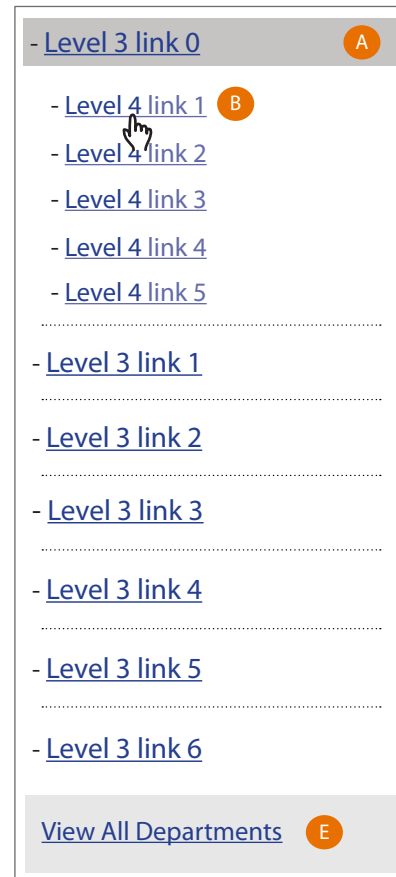 - Level 3 link 0 A
- Level 4 link 1 B
- Level 4 link 2
- Level 4 link 3
- Level 4 link 4
- Level 4 link 5
- Level 3 link 1
- Level 3 link 2
- Level 3 link 3
- Level 3 link 4
- Level 3 link 5
- Level 3 link 6
View All Departments E